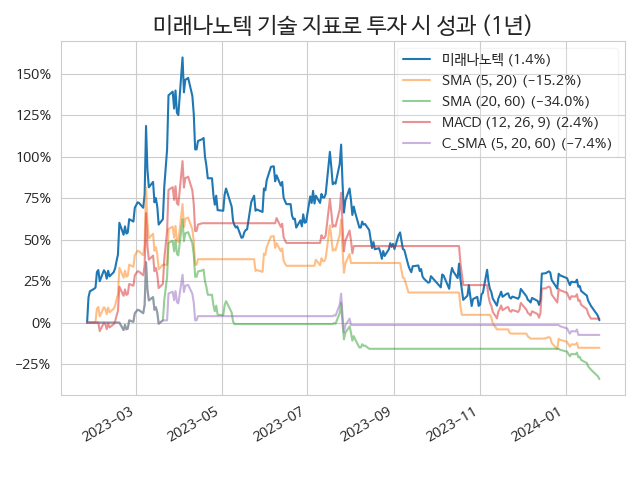 미래나노텍 기술 지표로 투자 시 성과 (1년)
미래나노텍 (1.4%)
SMA (5, 20) (−15.2%)
SMA (20, 60) (−34.0%)
MACD (12, 26, 9) (2.4%)
C_SMA (5, 20, 60) (−7.4%)
150%
125%
100%
75%
50%
25%
0%
−25%
2023−03
2023−05
2023−07
2023−09
2023−11
2024−01